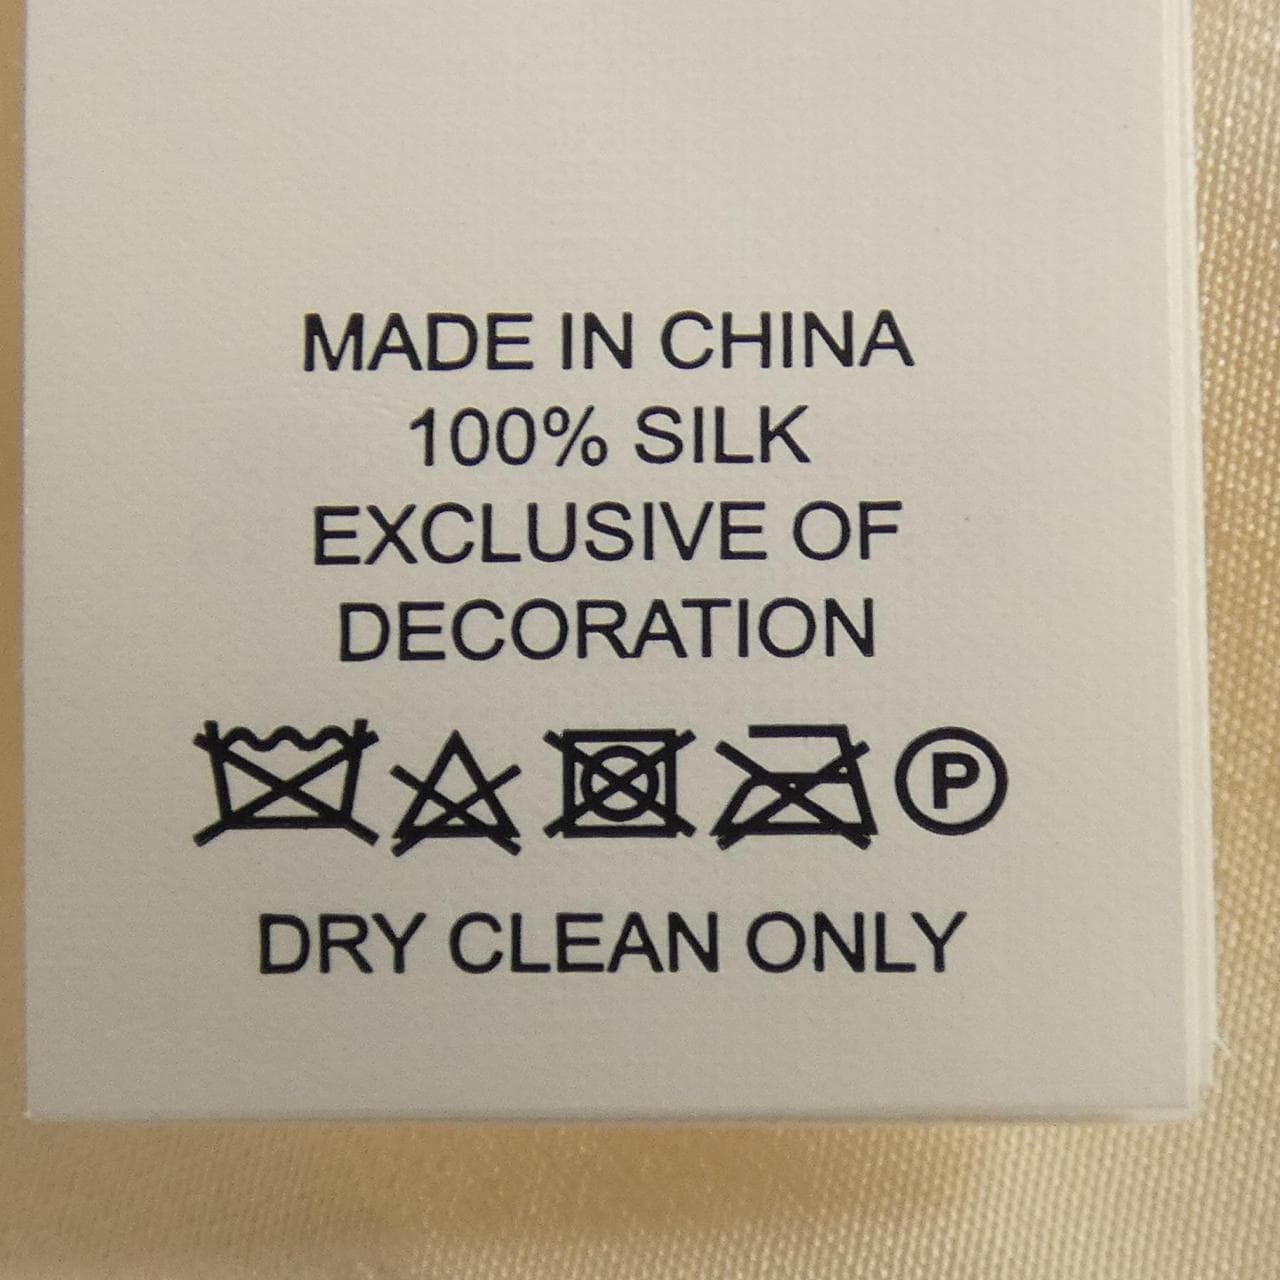 MADE IN CHINA
100% SILK
EXCLUSIVE OF
DECORATION
P
DRY CLEAN ONLY